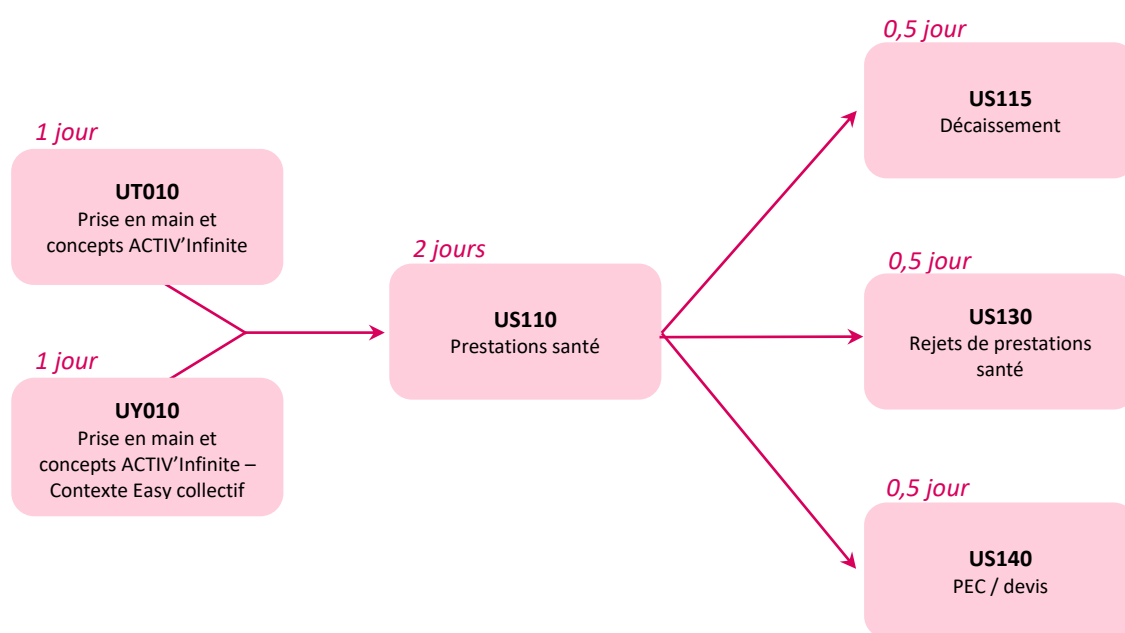 1 jour
UT010
Prise en main et
concepts ACTIV'Infinite
1 jour
UY010
Prise en main et
concepts ACTIV'Infinite –
Contexte Easy collectif
2 jours
US110
Prestations santé
0,5 jour
US115
Décaissement
0,5 jour
US130
Rejets de prestations
santé
0,5 jour
US140
PEC / devis